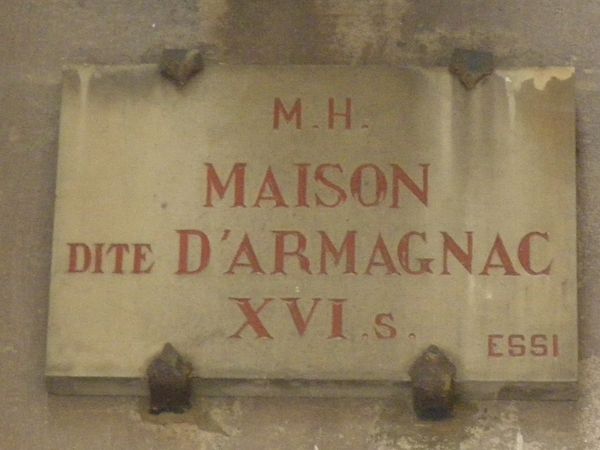 M.H.
MAISON
DITE D'ARMAGNAC
XVI.s.
ESSI